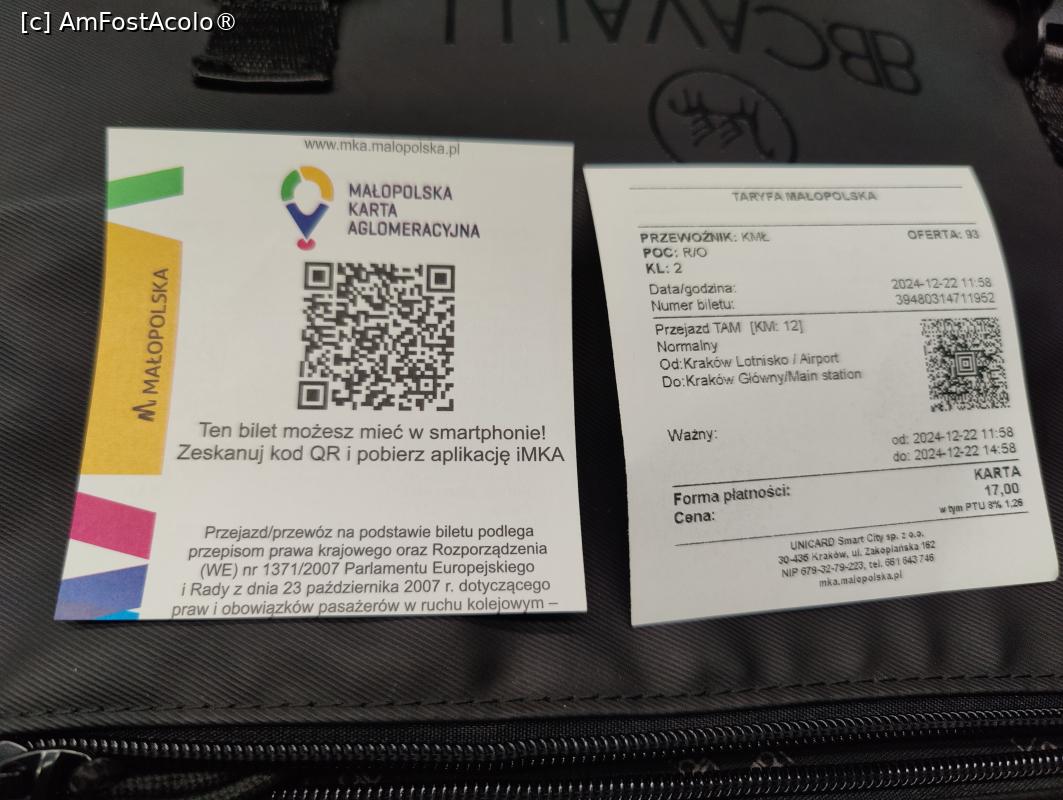 [c] AmFostAcolo®
BCAVALLI
www.mka.malopolska.pl
MAŁOPOLSKA
KARTA
AGLOMERACYJNA
MAŁOPOLSKA
Ten bilet możesz mieć w smartphonie!
Zeskanuj kod QR i pobierz aplikację iMKA
Przejazd/przewóz na podstawie biletu podlega
przepisom prawa krajowego oraz Rozporządzenia
(WE) nr 1371/2007 Parlamentu Europejskiego
i Rady z dnia 23 października 2007 r. dotyczącego
praw i obowiązków pasażerów w ruchu kolejowym –
TARYFA MAŁOPOLSKA
PRZEWOŹNIK: KMŁ OFERTA: 93
POC: R/O
KL: 2
Data/godzina: 2024-12-22 11:58
Numer biletu: 39480314711952
Przejazd TAM [KM: 12]
Normalny
Od:Kraków Lotnisko / Airport
Do:Kraków Główny/Main station
Ważny: od: 2024-12-22 11:58
do: 2024-12-22 14:58
Forma płatności: KARTA
Cena: 17,00
w tym PTU 8% 1,26
UNICARD Smart City sp. z o.o.
30-435 Kraków, ul. Zakopiańska 162
NIP 679-32-79-223, tel. 661 643 746
mka.malopolska.pl